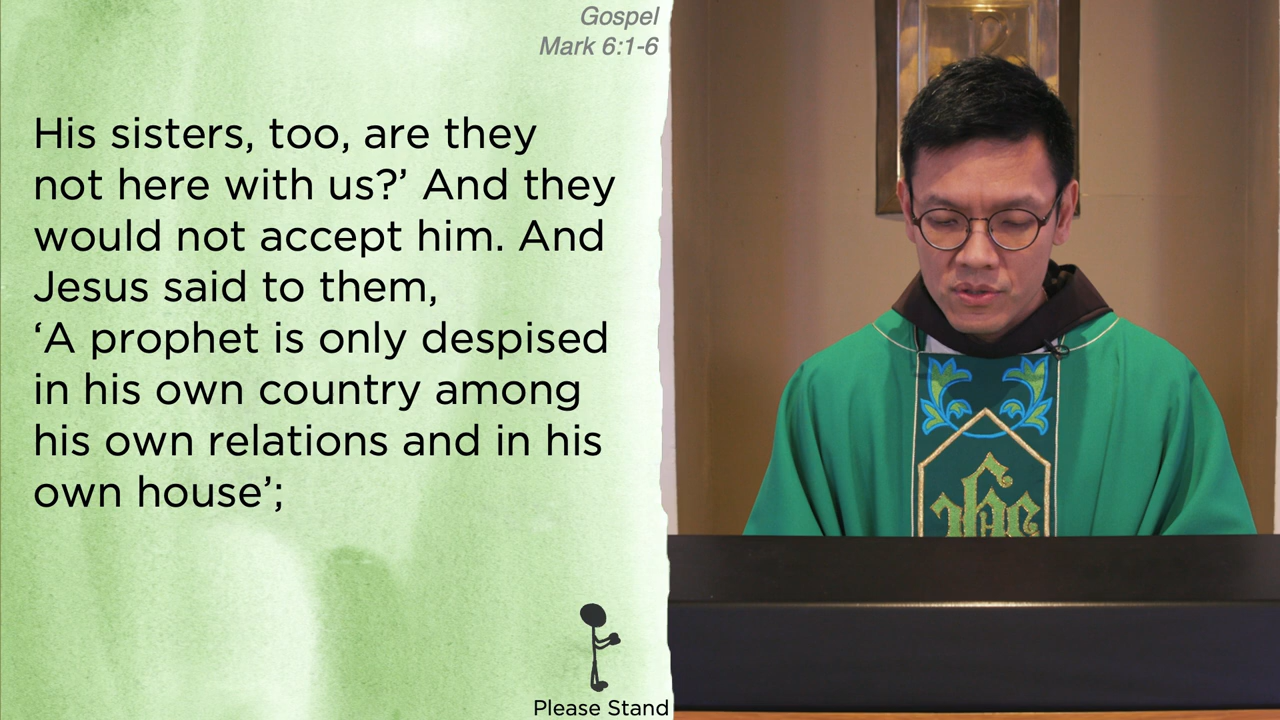 Gospel
Mark 6:1-6
His sisters, too, are they
not here with us?’ And they
would not accept him. And
Jesus said to them,
‘A prophet is only despised
in his own country among
his own relations and in his
own house’;
Please Stand
ihc